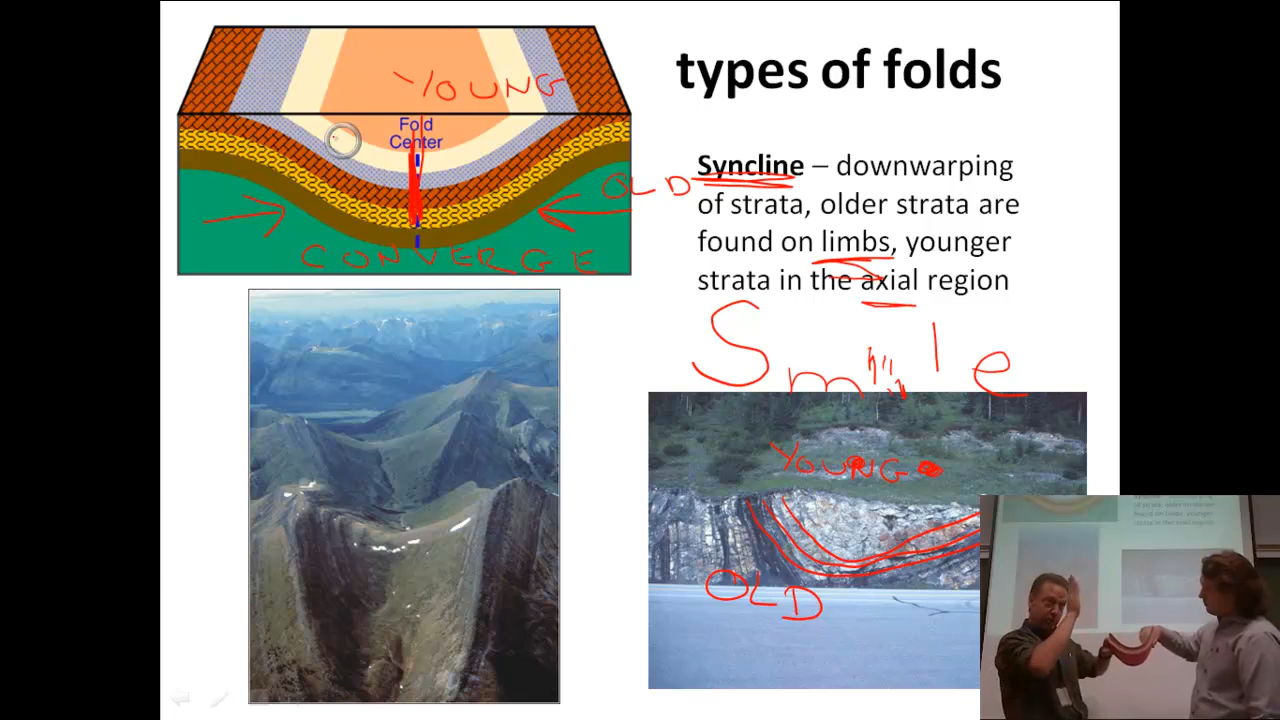 types of folds
YOUNG
Fold
Center
OLD
CONVERGE
Syncline – downwarping
of strata, older strata are
found on limbs, younger
strata in the axial region
Smile
YOUNG
OLD